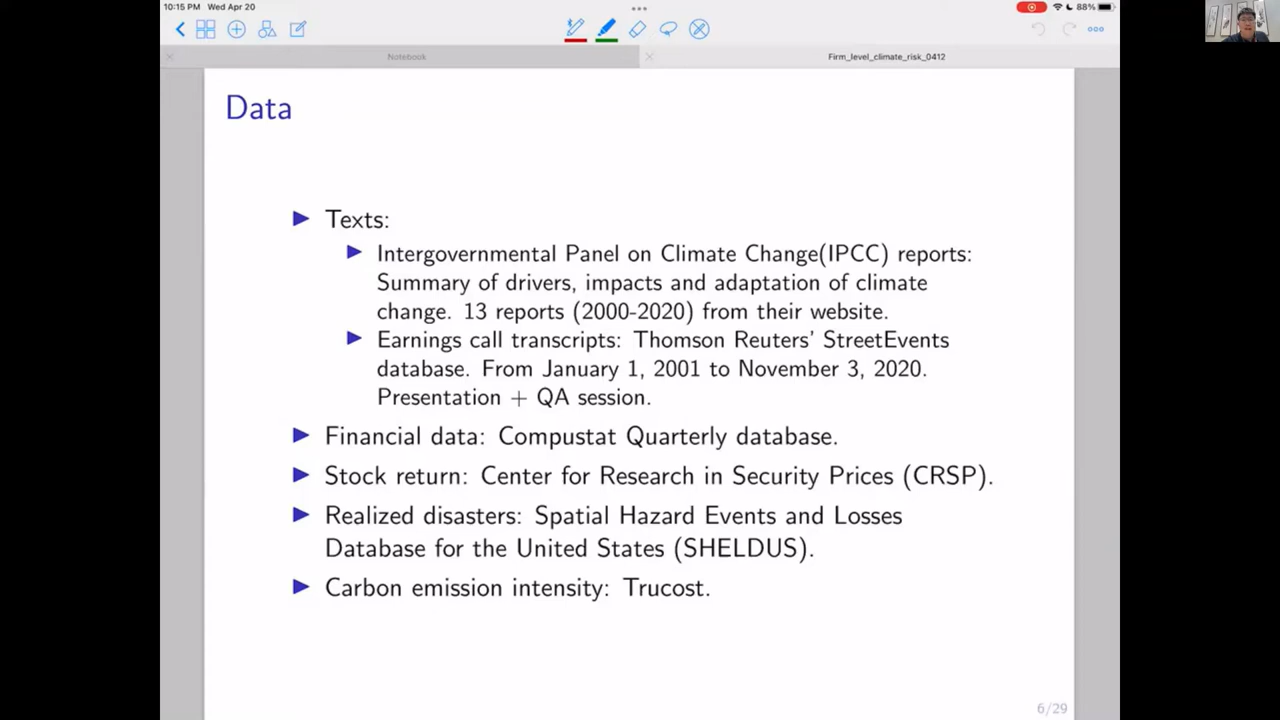 10:15 PM Wed Apr 20
88%
Notebook
Firm_level_climate_risk_0412
Data
Texts:
Intergovernmental Panel on Climate Change(IPCC) reports:
Summary of drivers, impacts and adaptation of climate
change. 13 reports (2000-2020) from their website.
Earnings call transcripts: Thomson Reuters' StreetEvents
database. From January 1, 2001 to November 3, 2020.
Presentation + QA session.
Financial data: Compustat Quarterly database.
Stock return: Center for Research in Security Prices (CRSP).
Realized disasters: Spatial Hazard Events and Losses
Database for the United States (SHELDUS).
Carbon emission intensity: Trucost.
6/29